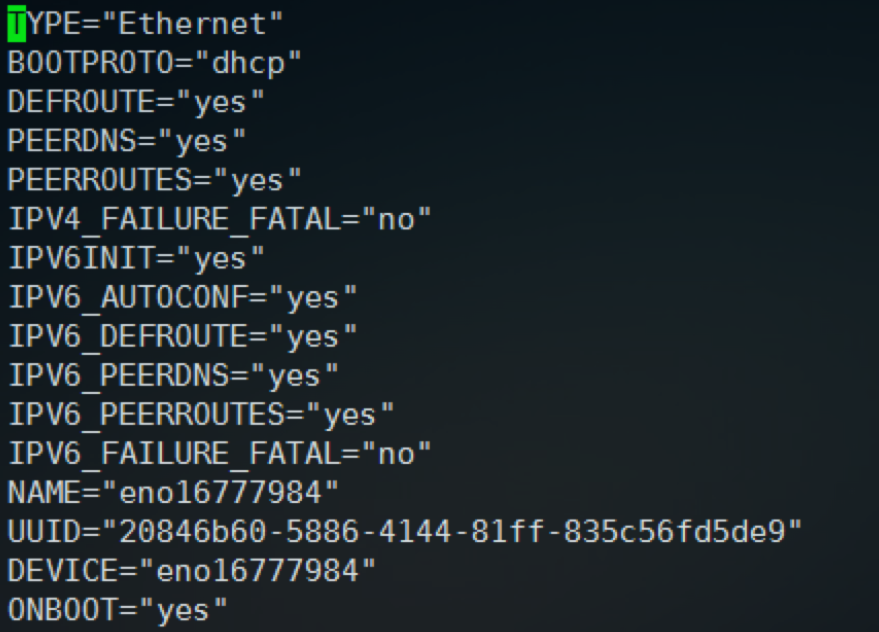 TYPE="Ethernet"
BOOTPROTO="dhcp"
DEFROUTE="yes"
PEERDNS="yes"
PEERROUTES="yes"
IPV4_FAILURE_FATAL="no"
IPV6INIT="yes"
IPV6_AUTOCONF="yes"
IPV6_DEFROUTE="yes"
IPV6_PEERDNS="yes"
IPV6_PEERROUTES="yes"
IPV6_FAILURE_FATAL="no"
NAME="eno16777984"
UUID="20846b60-5886-4144-81ff-835c56fd5de9"
DEVICE="eno16777984"
ONBOOT="yes"